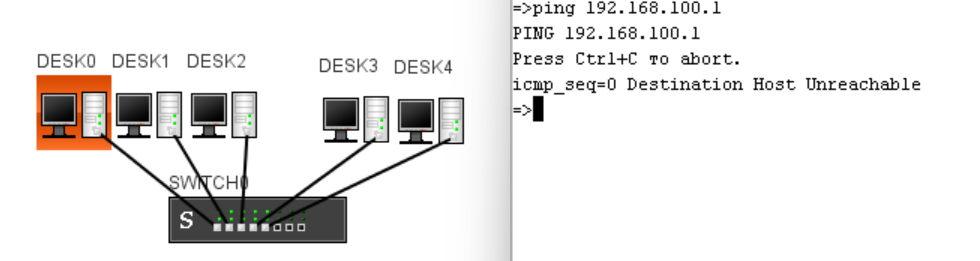 DESK0 DESK1 DESK2 DESK3 DESK4
SWITCH0
S
=>ping 192.168.100.1
PING 192.168.100.1
Press Ctrl+C to abort.
icmp_seq=0 Destination Host Unreachable
=>